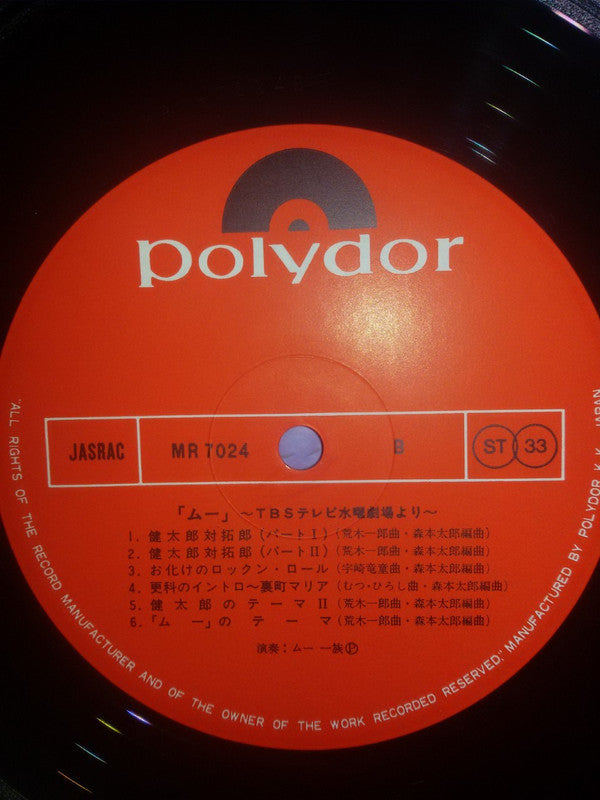 polydor
JASRAC
MR 7024
B
ST 33
「ムー」〜TBSテレビ水曜劇場より〜
1. 健太郎対拓郎（パートⅠ）（荒木一郎曲・森本太郎編曲）
2. 健太郎対拓郎（パートⅡ）（荒木一郎曲・森本太郎編曲）
3. お化けのロックン・ロール（宇崎竜童曲・森本太郎編曲）
4. 更科のイントロ〜裏町マリア（むつ・ひろし曲・森本太郎編曲）
5. 健太郎のテーマⅡ（荒木一郎曲・森本太郎編曲）
6.「ムー」のテーマ（荒木一郎曲・森本太郎編曲）
演奏：ムー 一族Ⓟ
"ALL RIGHTS OF THE RECORD MANUFACTURER AND OF THE OWNER OF THE WORK RECORDED RESERVED." MANUFACTURED BY POLYDOR K.K. JAPAN